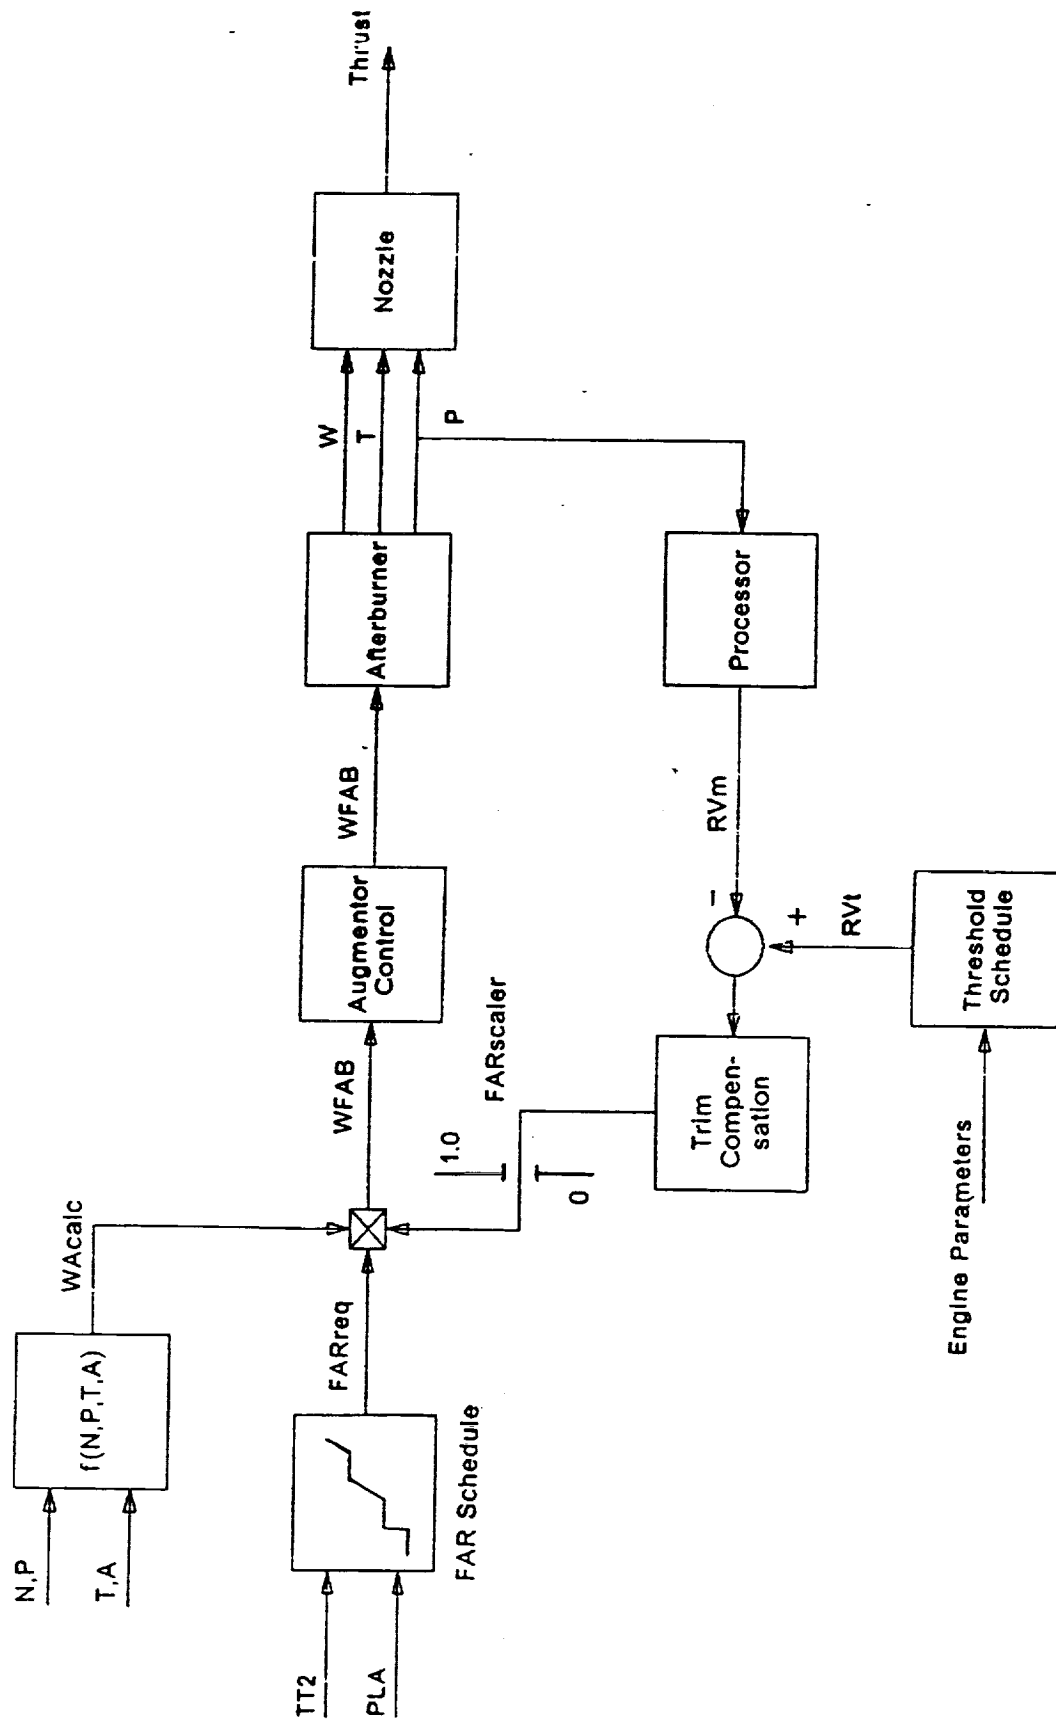 N,P
T,A
f(N,P,T,A)
WAcalc
TT2
PLA
FAR Schedule
FARreq
WFAB
Augmentor
Control
WFAB
Afterburner
W
T
P
Nozzle
Thrust
1.0
0
FARscaler
Trim
Compen-
sation
-
+
RVm
Processor
RVt
Engine Parameters
Threshold
Schedule